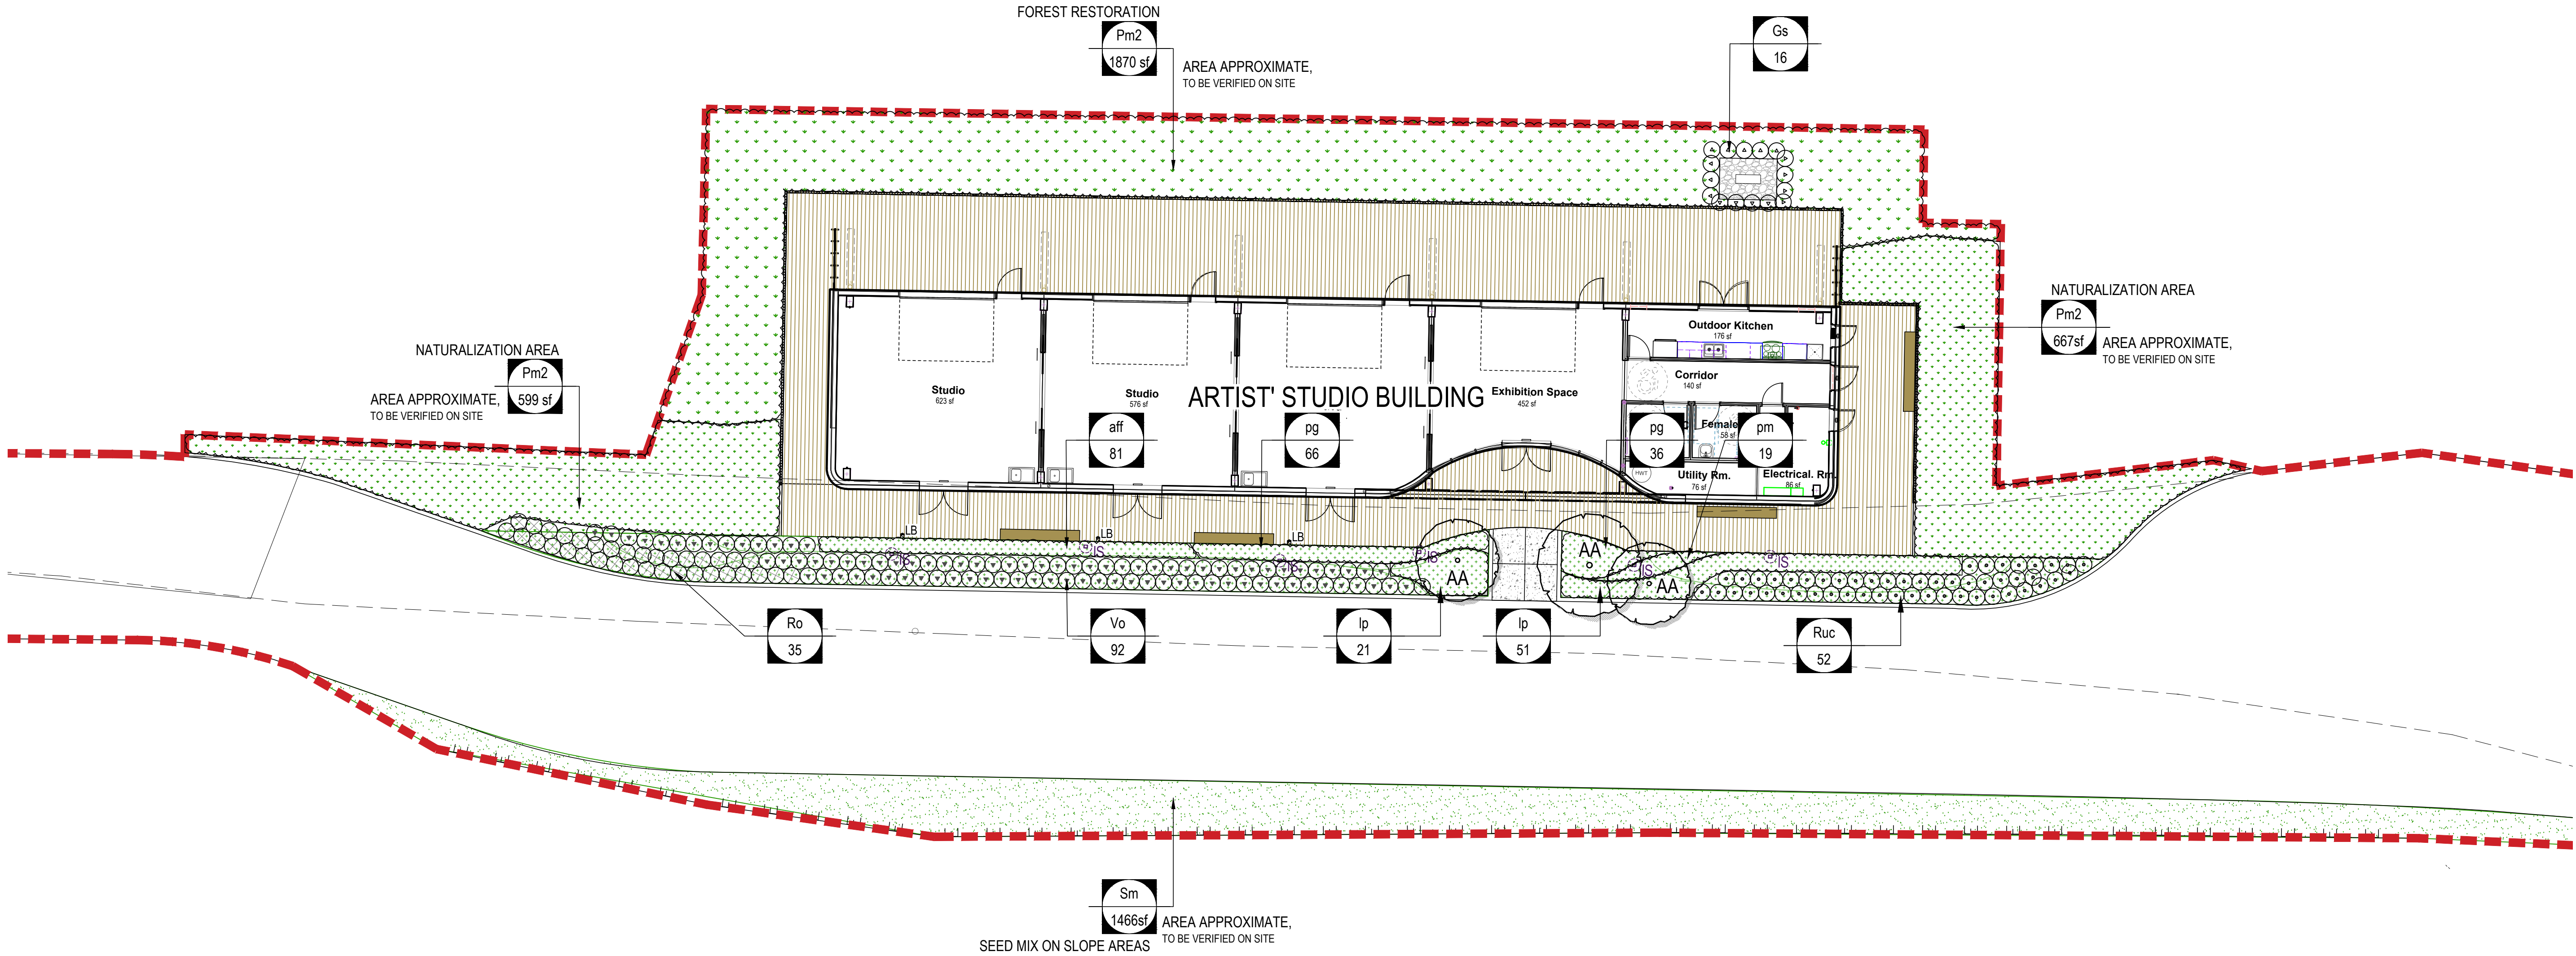 FOREST RESTORATION
Pm2
1870 sf
AREA APPROXIMATE,
TO BE VERIFIED ON SITE
Gs
16
NATURALIZATION AREA
Pm2
667sf
AREA APPROXIMATE,
TO BE VERIFIED ON SITE
NATURALIZATION AREA
Pm2
599 sf
AREA APPROXIMATE,
TO BE VERIFIED ON SITE
Outdoor Kitchen
176 sf
Corridor
140 sf
Studio
623 sf
Studio
576 sf
ARTIST' STUDIO BUILDING
Exhibition Space
452 sf
aff
81
pg
66
pg
36
Female
58 sf
pm
19
HWT
Utility Rm.
76 sf
Electrical. Rm.
86 sf
LB
LB
LB
IS
IS
IS
IS
IS
IS
AA
AA
AA
Ro
35
Vo
92
Ip
21
Ip
51
Ruc
52
Sm
1466sf
AREA APPROXIMATE,
TO BE VERIFIED ON SITE
SEED MIX ON SLOPE AREAS